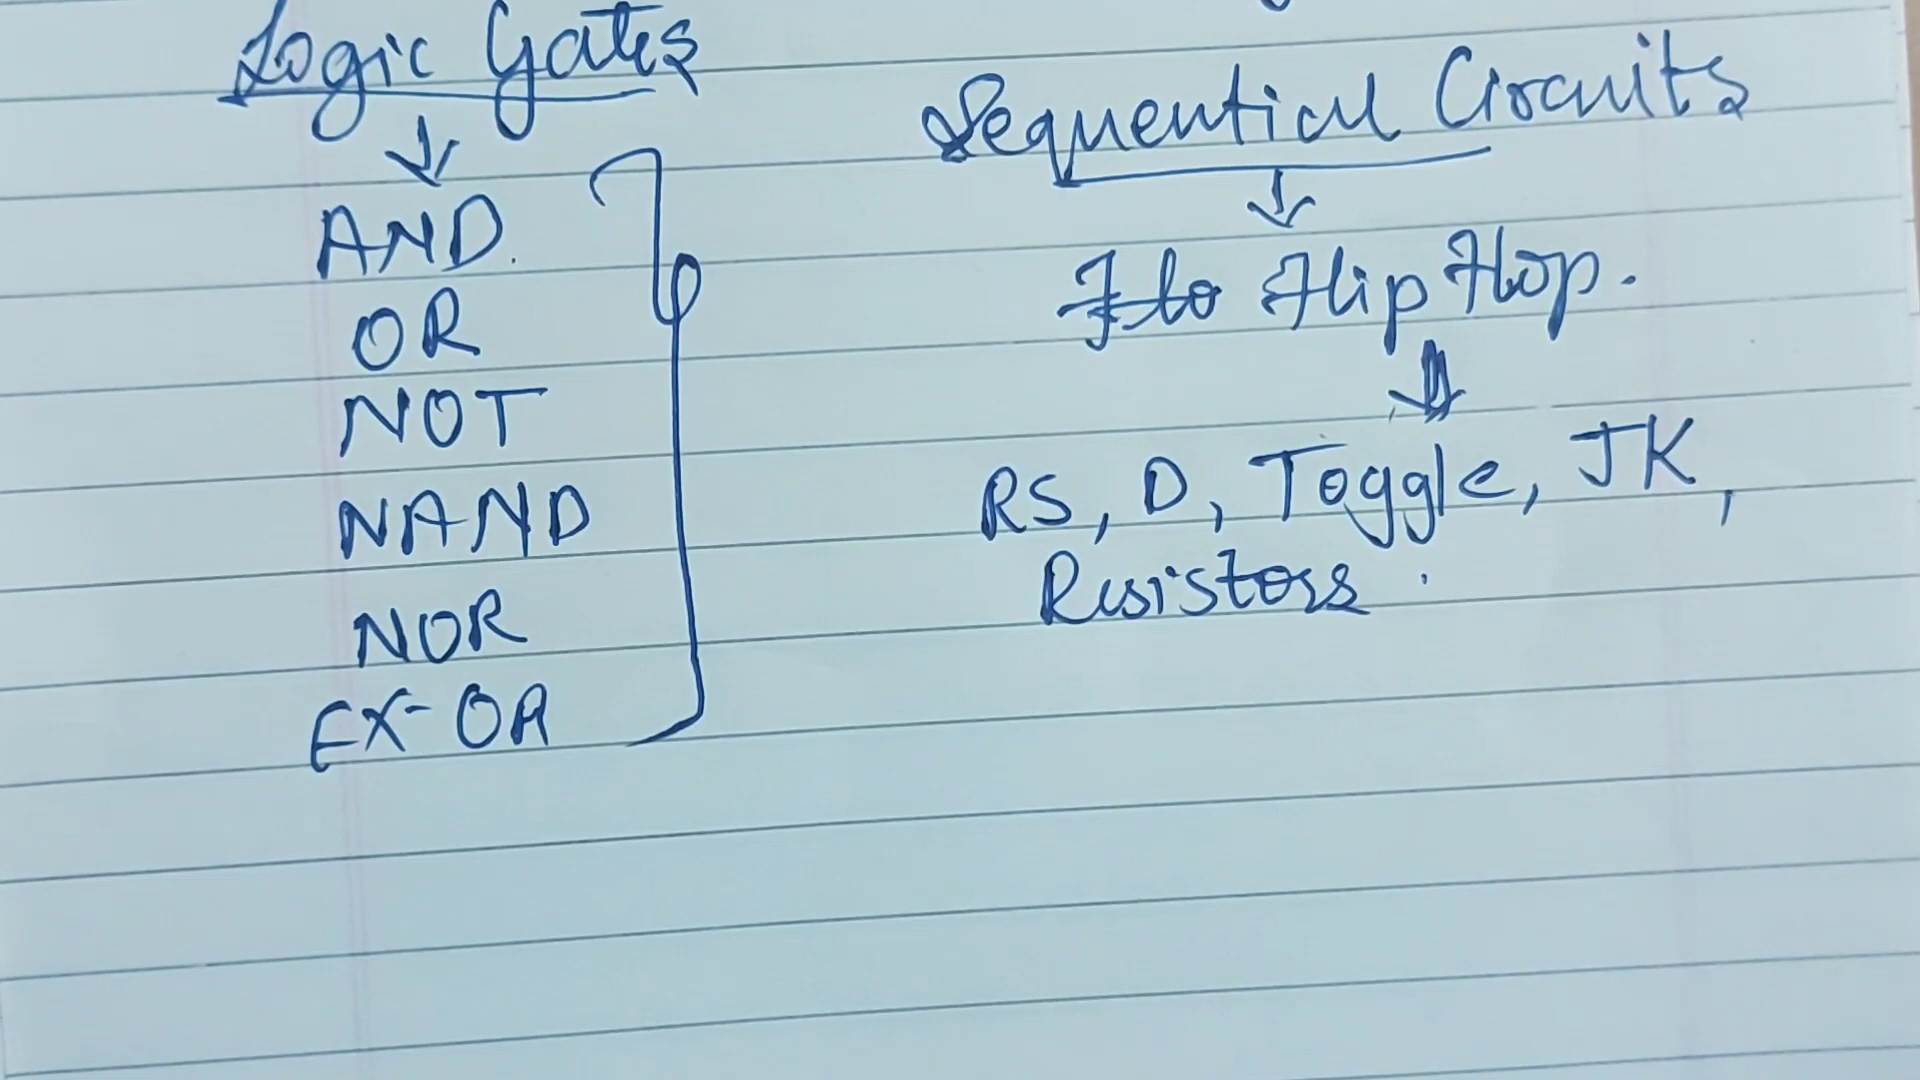 Logic Gates
AND.
OR
NOT
NAND
NOR
EX-OR
Sequential Circuits
Flip Flop.
RS, D, Toggle, JK,
Resistors.